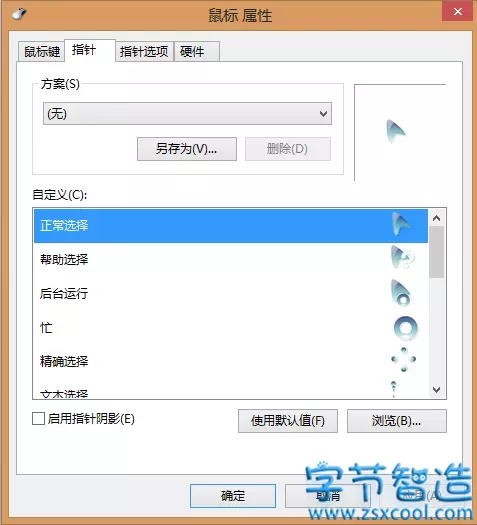 鼠标 属性
鼠标键 指针 指针选项 硬件
方案(S)
(无)
另存为(V)... 删除(D)
自定义(C):
正常选择
帮助选择
后台运行
忙
精确选择
文本选择
启用指针阴影(E) 使用默认值(F) 浏览(B)...
确定 取消 应用(A)
字节智造
www.zsxcool.com